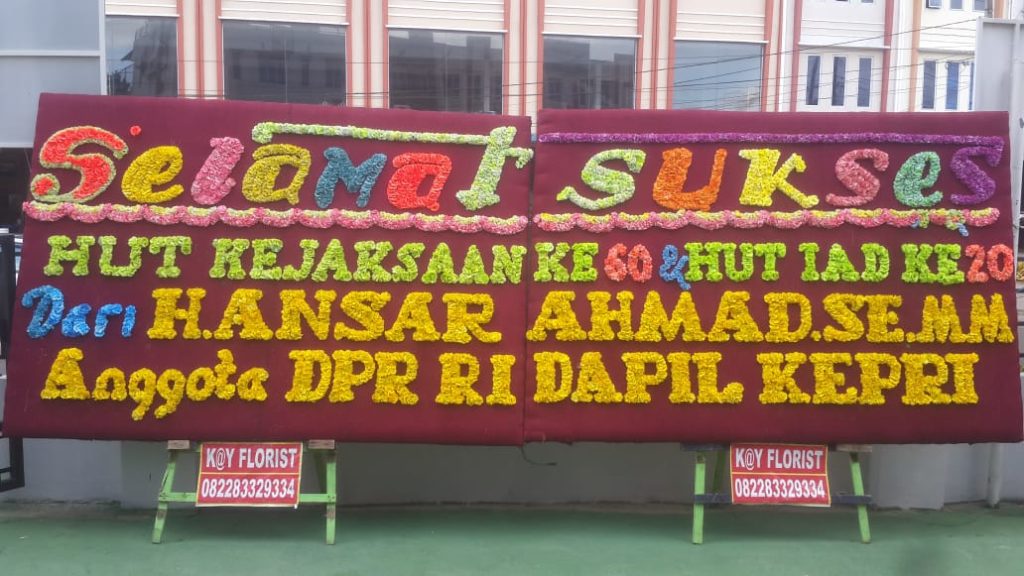 Selamat SUKSES
HUT KEJAKSAAN KE 60 & HUT IAD KE 20
Dari H.ANSAR AHMAD.SE.MM
Anggota DPR RI DAPIL KEPRI
K@Y FLORIST
082283329334
K@Y FLORIST
082283329334